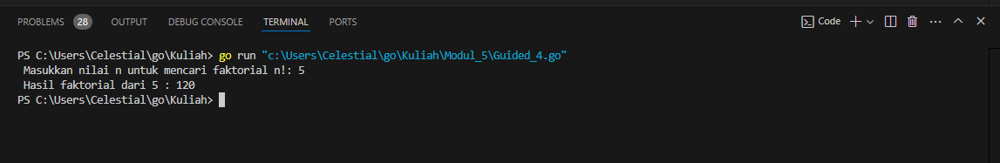 PROBLEMS 28 OUTPUT DEBUG CONSOLE TERMINAL PORTS Code
PS C:\Users\Celestial\go\Kuliah> go run "c:\Users\Celestial\go\Kuliah\Modul_5\Guided_4.go"
Masukkan nilai n untuk mencari faktorial n!: 5
Hasil faktorial dari 5 : 120
PS C:\Users\Celestial\go\Kuliah>